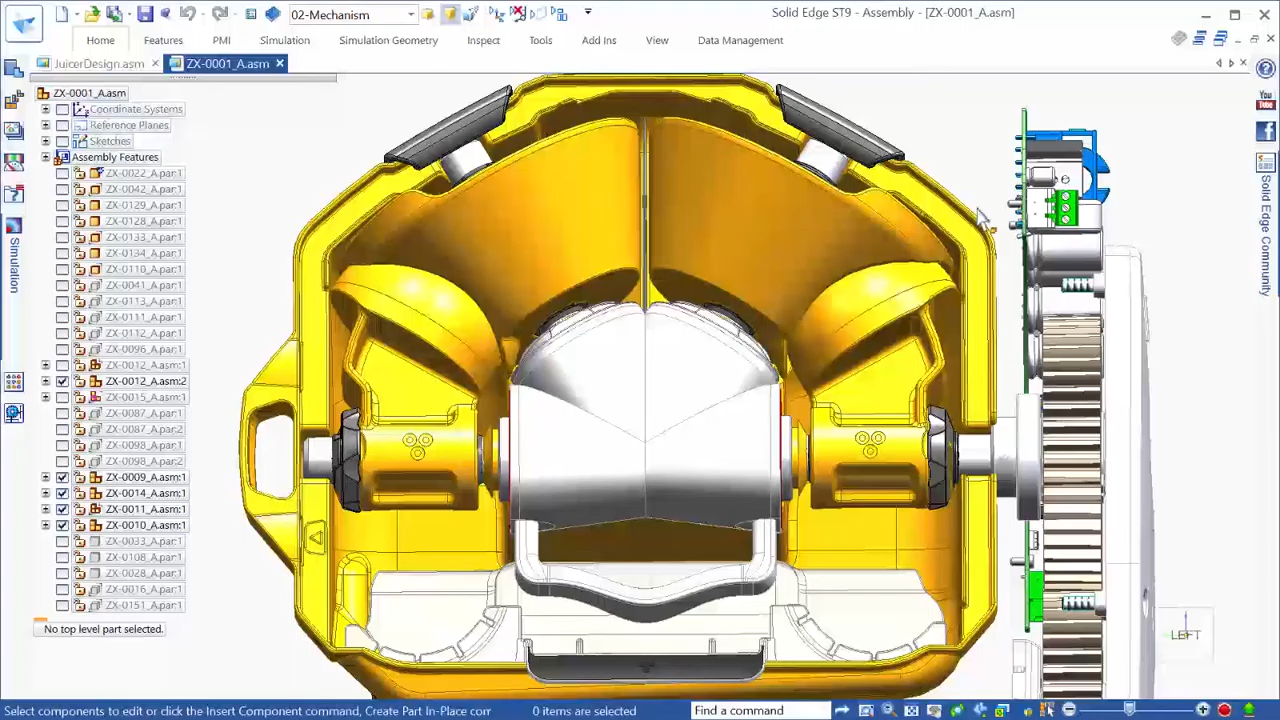 02-Mechanism
Solid Edge ST9 - Assembly - [ZX-0001_A.asm]
Home
Features
PMI
Simulation
Simulation Geometry
Inspect
Tools
Add Ins
View
Data Management
JuicerDesign.asm
ZX-0001_A.asm
ZX-0001_A.asm
Coordinate Systems
Reference Planes
Sketches
Assembly Features
ZX-0022_A.par:1
ZX-0042_A.par:1
ZX-0129_A.par:1
ZX-0128_A.par:1
ZX-0133_A.par:1
ZX-0134_A.par:1
ZX-0110_A.par:1
ZX-0041_A.par:1
ZX-0113_A.par:1
ZX-0111_A.par:1
ZX-0112_A.par:1
ZX-0096_A.par:1
ZX-0012_A.asm:1
ZX-0012_A.asm:2
ZX-0015_A.asm:1
ZX-0087_A.par:1
ZX-0087_A.par:2
ZX-0098_A.par:1
ZX-0098_A.par:2
ZX-0009_A.asm:1
ZX-0014_A.asm:1
ZX-0011_A.asm:1
ZX-0010_A.asm:1
ZX-0033_A.par:1
ZX-0108_A.par:1
ZX-0028_A.par:1
ZX-0016_A.par:1
ZX-0151_A.par:1
No top level part selected.
Simulation
You
Solid Edge Community
LEFT
Select components to edit or click the Insert Component command, Create Part In-Place cor
0 items are selected
Find a command